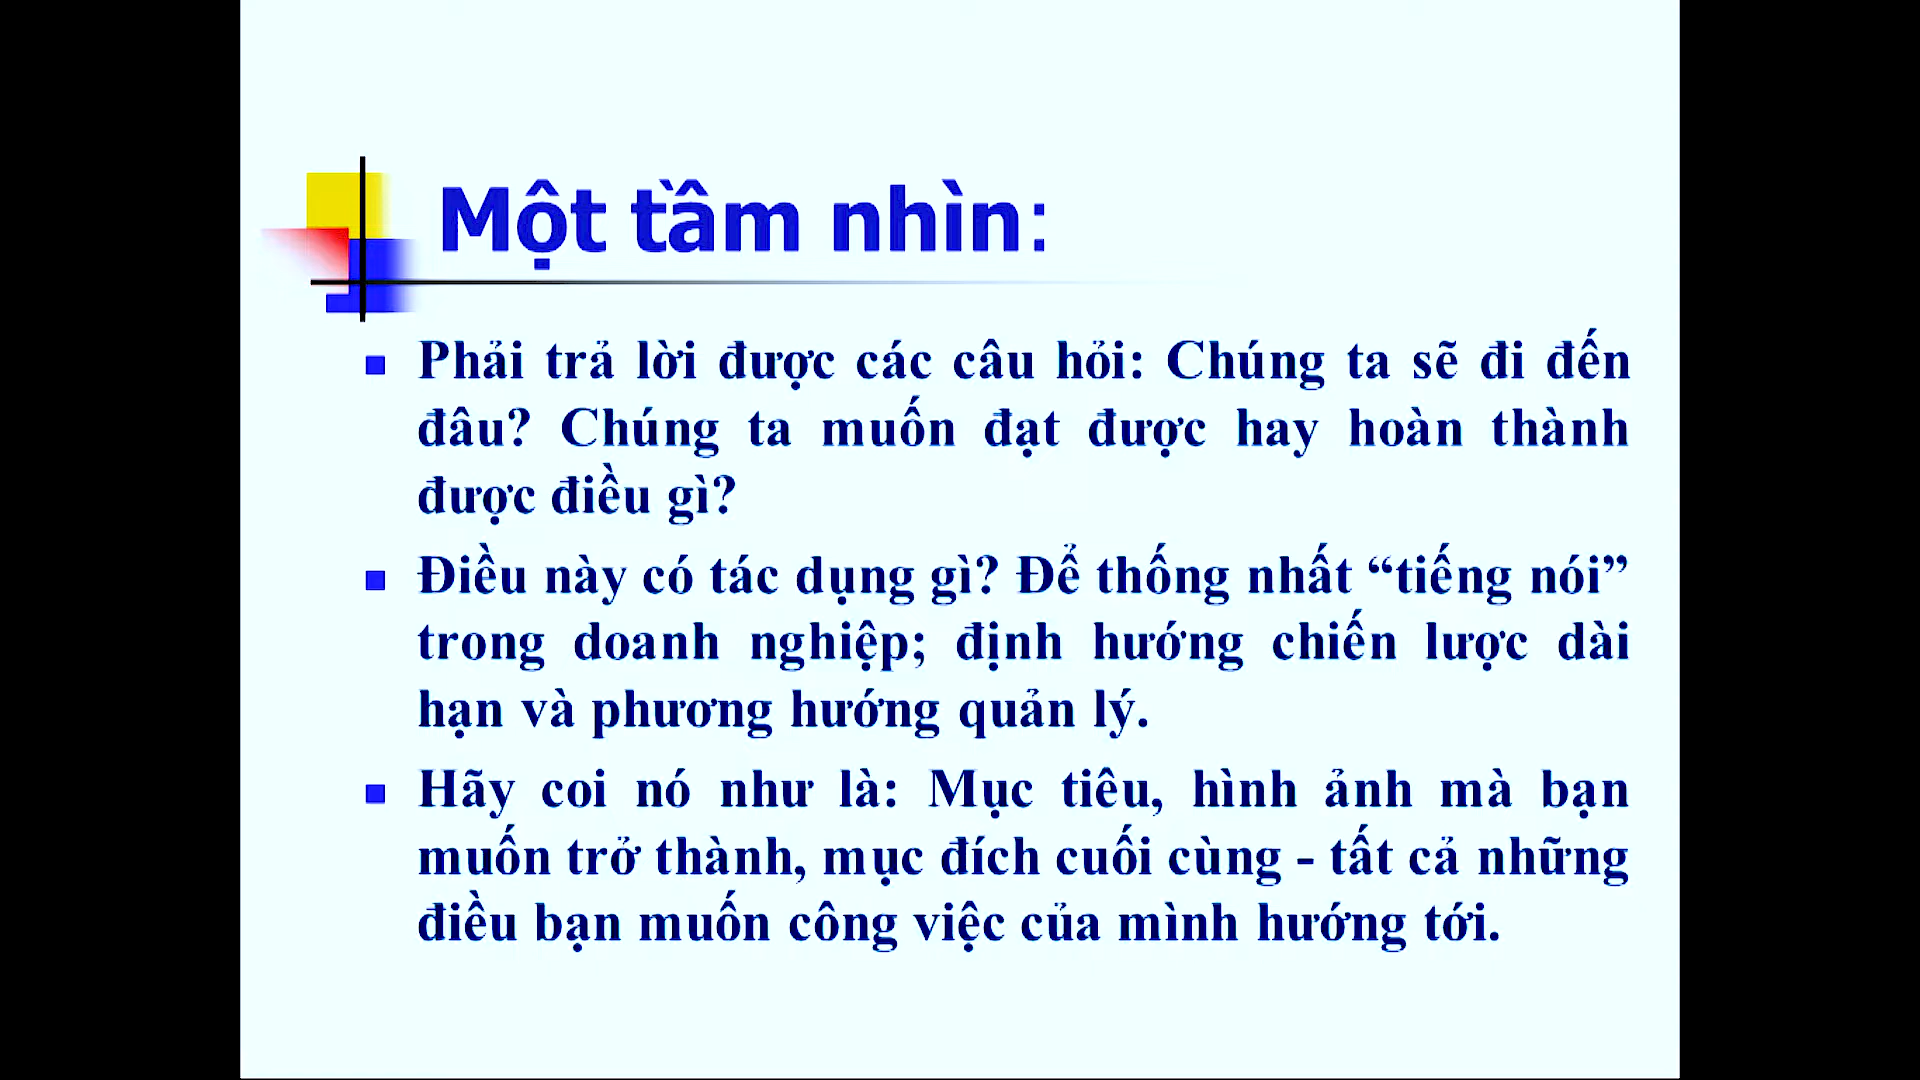 Một tầm nhìn:
Phải trả lời được các câu hỏi: Chúng ta sẽ đi đến
đâu? Chúng ta muốn đạt được hay hoàn thành
được điều gì?
Điều này có tác dụng gì? Để thống nhất “tiếng nói”
trong doanh nghiệp; định hướng chiến lược dài
hạn và phương hướng quản lý.
Hãy coi nó như là: Mục tiêu, hình ảnh mà bạn
muốn trở thành, mục đích cuối cùng - tất cả những
điều bạn muốn công việc của mình hướng tới.